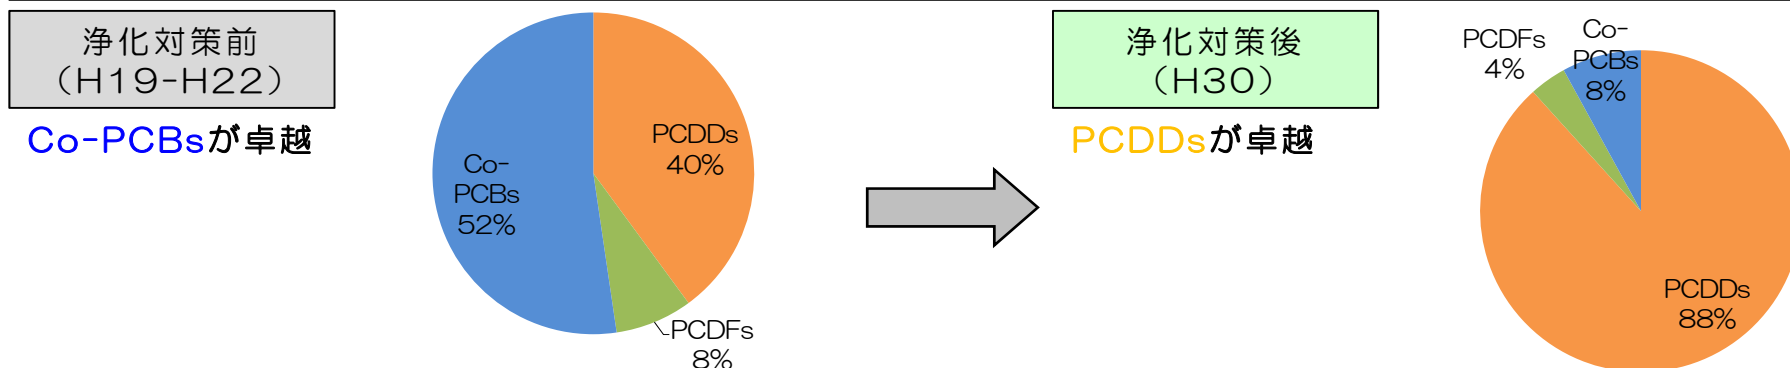 浄化対策前
（H19-H22）
Co-PCBsが卓越
Co-
PCBs
52%
PCDDs
40%
PCDFs
8%
浄化対策後
（H30）
PCDDsが卓越
PCDFs
4%
Co-
PCBs
8%
PCDDs
88%